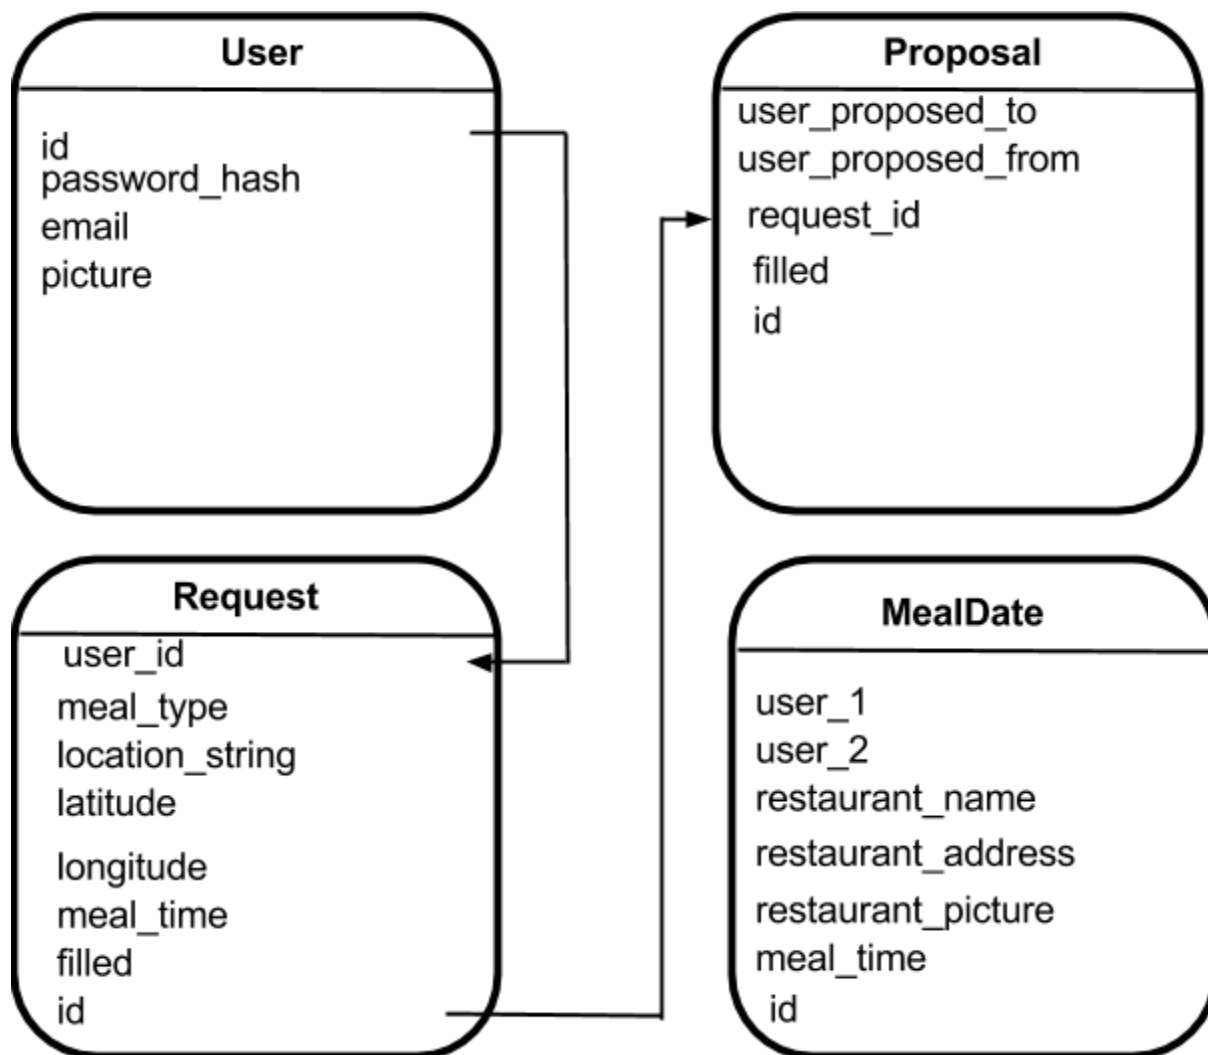 User
id
password_hash
email
picture
Proposal
user_proposed_to
user_proposed_from
request_id
filled
id
Request
user_id
meal_type
location_string
latitude
longitude
meal_time
filled
id
MealDate
user_1
user_2
restaurant_name
restaurant_address
restaurant_picture
meal_time
id